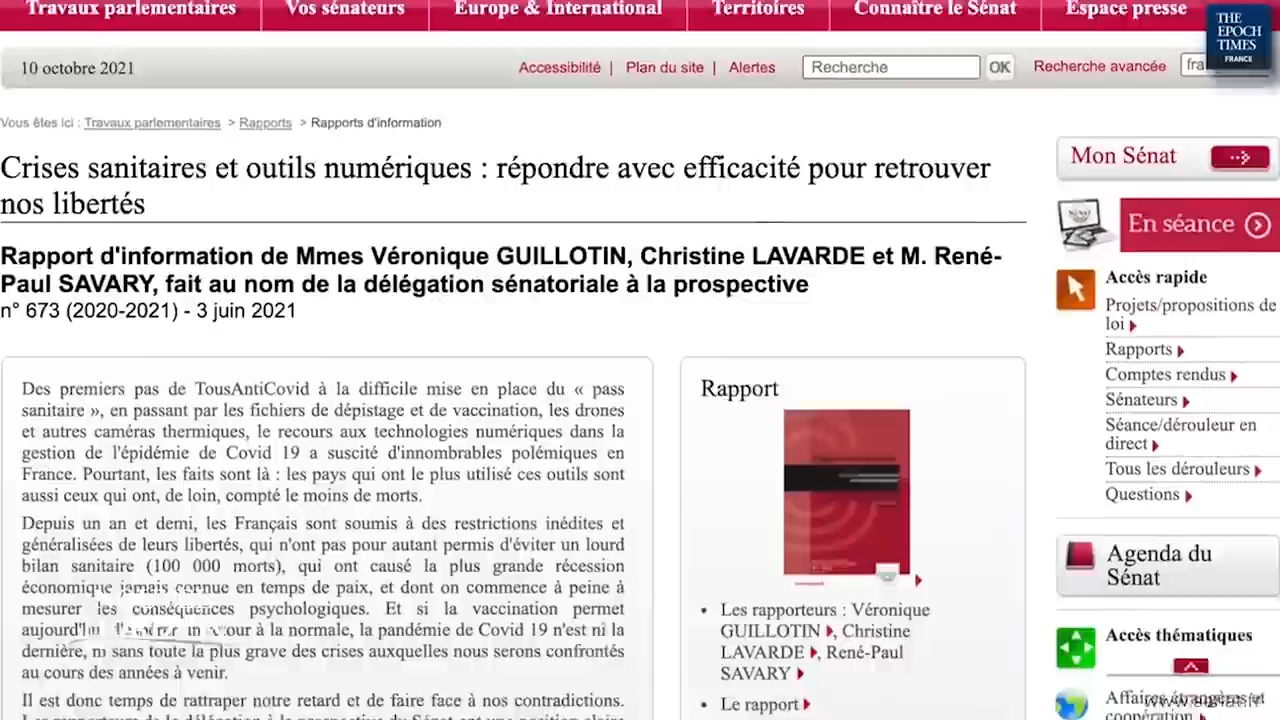 Travaux parlementaires
Vos sénateurs
Europe & International
Territoires
Connaître le Sénat
Espace presse
THE
EPOCH
TIMES
FRANCE
10 octobre 2021
Accessibilité | Plan du site | Alertes
Recherche
OK
Recherche avancée
fra
Vous êtes ici : Travaux parlementaires > Rapports > Rapports d'information
Crises sanitaires et outils numériques : répondre avec efficacité pour retrouver
nos libertés
Rapport d'information de Mmes Véronique GUILLOTIN, Christine LAVARDE et M. René-
Paul SAVARY, fait au nom de la délégation sénatoriale à la prospective
n° 673 (2020-2021) - 3 juin 2021
Des premiers pas de TousAntiCovid à la difficile mise en place du « pass
sanitaire », en passant par les fichiers de dépistage et de vaccination, les drones
et autres caméras thermiques, le recours aux technologies numériques dans la
gestion de l'épidémie de Covid 19 a suscité d'innombrables polémiques en
France. Pourtant, les faits sont là : les pays qui ont le plus utilisé ces outils sont
aussi ceux qui ont, de loin, compté le moins de morts.
Depuis un an et demi, les Français sont soumis à des restrictions inédites et
généralisées de leurs libertés, qui n'ont pas pour autant permis d'éviter un lourd
bilan sanitaire (100 000 morts), qui ont causé la plus grande récession
économique jamais connue en temps de paix, et dont on commence à peine à
mesurer les conséquences psychologiques. Et si la vaccination permet
aujourd'hui d'espérer un retour à la normale, la pandémie de Covid 19 n'est ni la
dernière, ni sans toute la plus grave des crises auxquelles nous serons confrontés
au cours des années à venir.
Il est donc temps de rattraper notre retard et de faire face à nos contradictions.
Rapport
• Les rapporteurs : Véronique
GUILLOTIN, Christine
LAVARDE, René-Paul
SAVARY
• Le rapport
Mon Sénat
En séance
Accès rapide
Projets/propositions de
loi
Rapports
Comptes rendus
Sénateurs
Séance/dérouleur en
direct
Tous les dérouleurs
Questions
Agenda du
Sénat
Accès thématiques
Affaires étrangères et
coopération